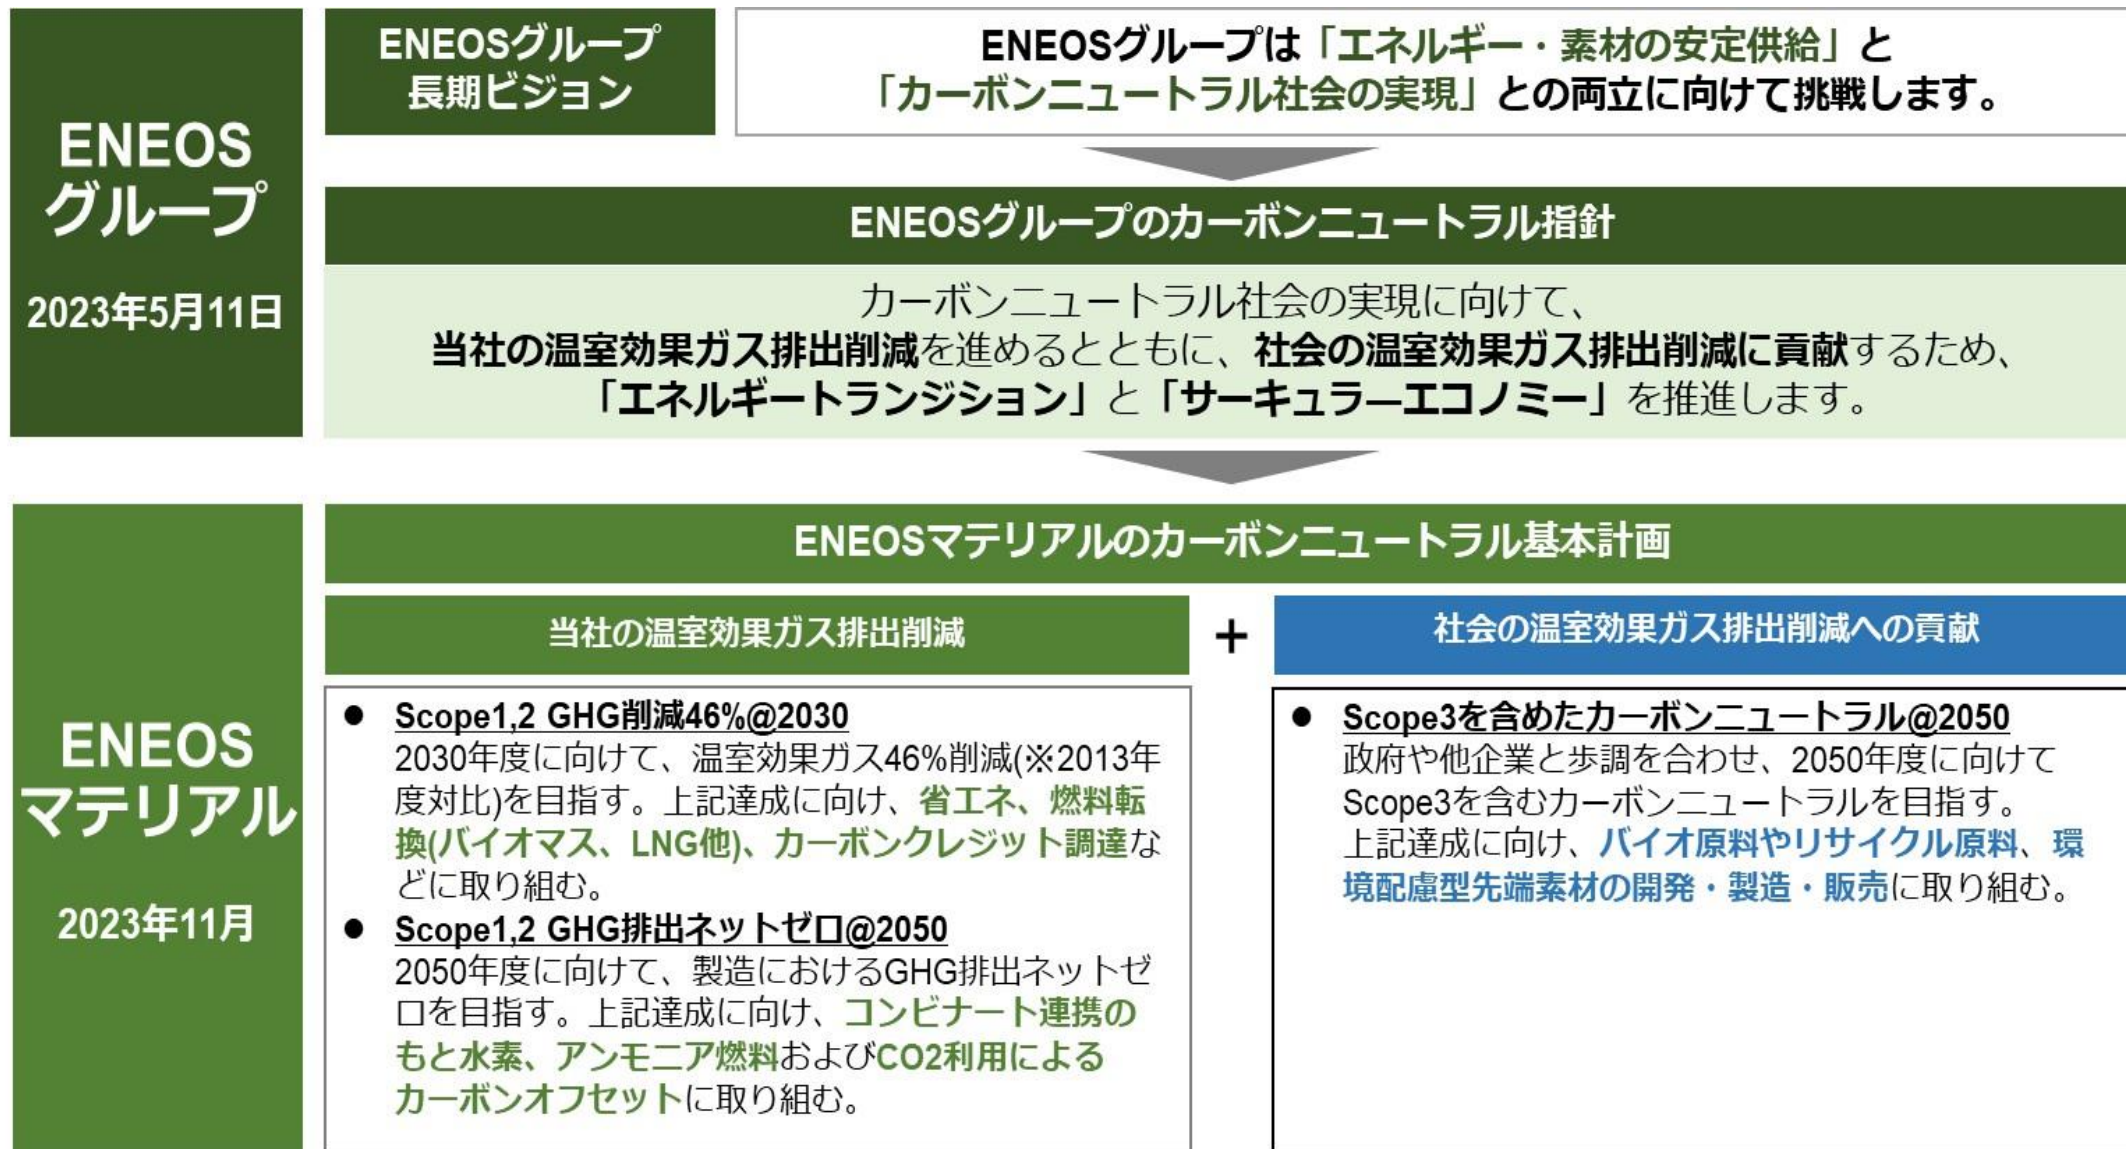 ENEOS
グループ
2023年5月11日
ENEOSグループ
長期ビジョン
ENEOSグループは「エネルギー・素材の安定供給」と
「カーボンニュートラル社会の実現」との両立に向けて挑戦します。
ENEOSグループのカーボンニュートラル指針
カーボンニュートラル社会の実現に向けて、
当社の温室効果ガス排出削減を進めるとともに、社会の温室効果ガス排出削減に貢献するため、
「エネルギートランジション」と「サーキュラ―エコノミー」を推進します。
ENEOS
マテリアル
2023年11月
ENEOSマテリアルのカーボンニュートラル基本計画
当社の温室効果ガス排出削減
● Scope1,2 GHG削減46%@2030
2030年度に向けて、温室効果ガス46%削減(※2013年
度対比)を目指す。上記達成に向け、省エネ、燃料転
換(バイオマス、LNG他)、カーボンクレジット調達な
どに取り組む。
● Scope1,2 GHG排出ネットゼロ@2050
2050年度に向けて、製造におけるGHG排出ネットゼ
ロを目指す。上記達成に向け、コンビナート連携の
もと水素、アンモニア燃料およびCO2利用による
カーボンオフセットに取り組む。
+
社会の温室効果ガス排出削減への貢献
● Scope3を含めたカーボンニュートラル@2050
政府や他企業と歩調を合わせ、2050年度に向けて
Scope3を含むカーボンニュートラルを目指す。
上記達成に向け、バイオ原料やリサイクル原料、環
境配慮型先端素材の開発・製造・販売に取り組む。